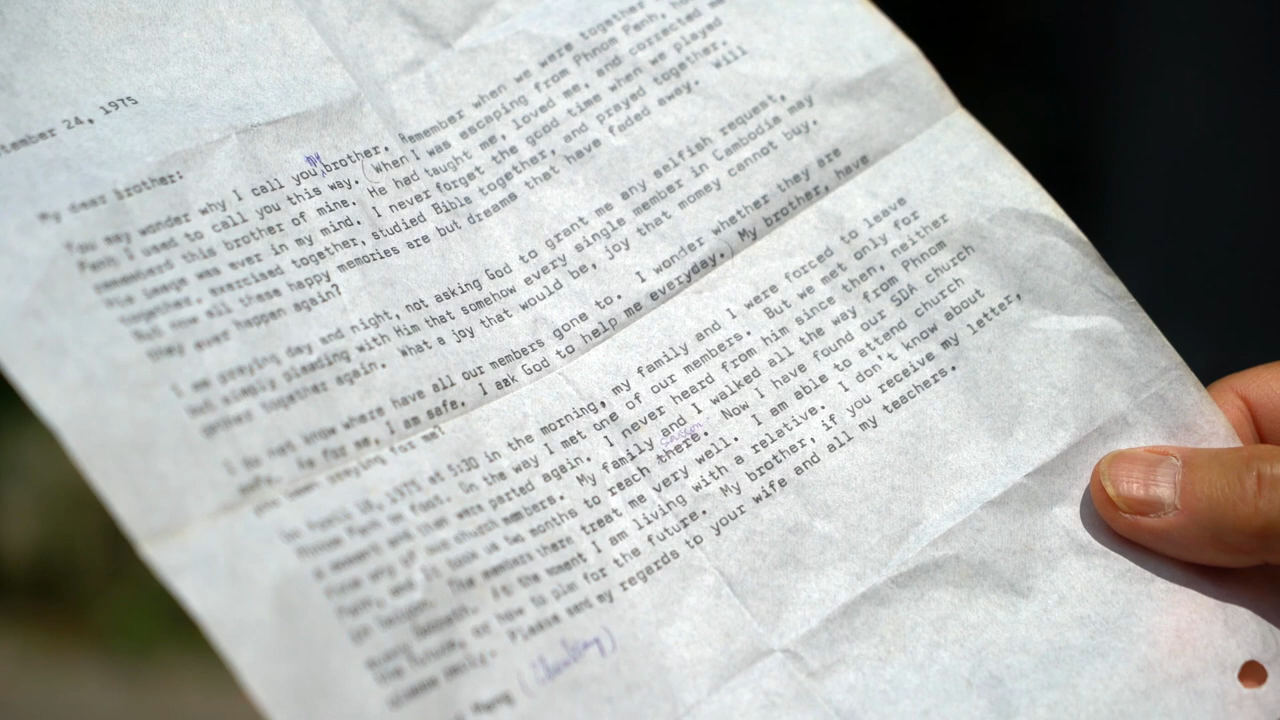 tember 24, 1975
My dear brother:
You may wonder why I call you my brother. Remember when we were together
Penh I used to call you this way. (When I was escaping from Phnom Penh,
rememberd this brother of mine. He had taught me, loved me, and corrected me
His image was ever in my mind. I never forget the good time when we played
together, exercised together, studied Bible together, and prayed together.
But now all these happy memories are but dreams that have faded away. Will
they ever happen again?
I am praying day and night, not asking God to grant me any selfish request,
but simply pleading with Him that somehow every single member in Cambodia may
gather together again. What a joy that would be, joy that money cannot buy.
I do not know where have all our members gone to. I wonder whether they are
safe. As for me, I am safe. I ask God to help me everyday.) My brother, have
you been praying for me?
On April 18, 1975 at 5:30 in the morning, my family and I were forced to leave
Phnom Penh on foot. On the way I met one of our members. But we met only for
a moment and then were parted again. I never heard from him since then, neither
from any of our church members. My family and I walked all the way from Phnom
Penh, and it took us two months to reach there. Now I have found our SDA church
The members there treat me very well. I am able to attend church
every Sabbath. At the moment I am living with a relative. I don't know about
the future, or how to plan for the future. My brother, if you receive my letter,
please Please send my regards to your wife and all my teachers.